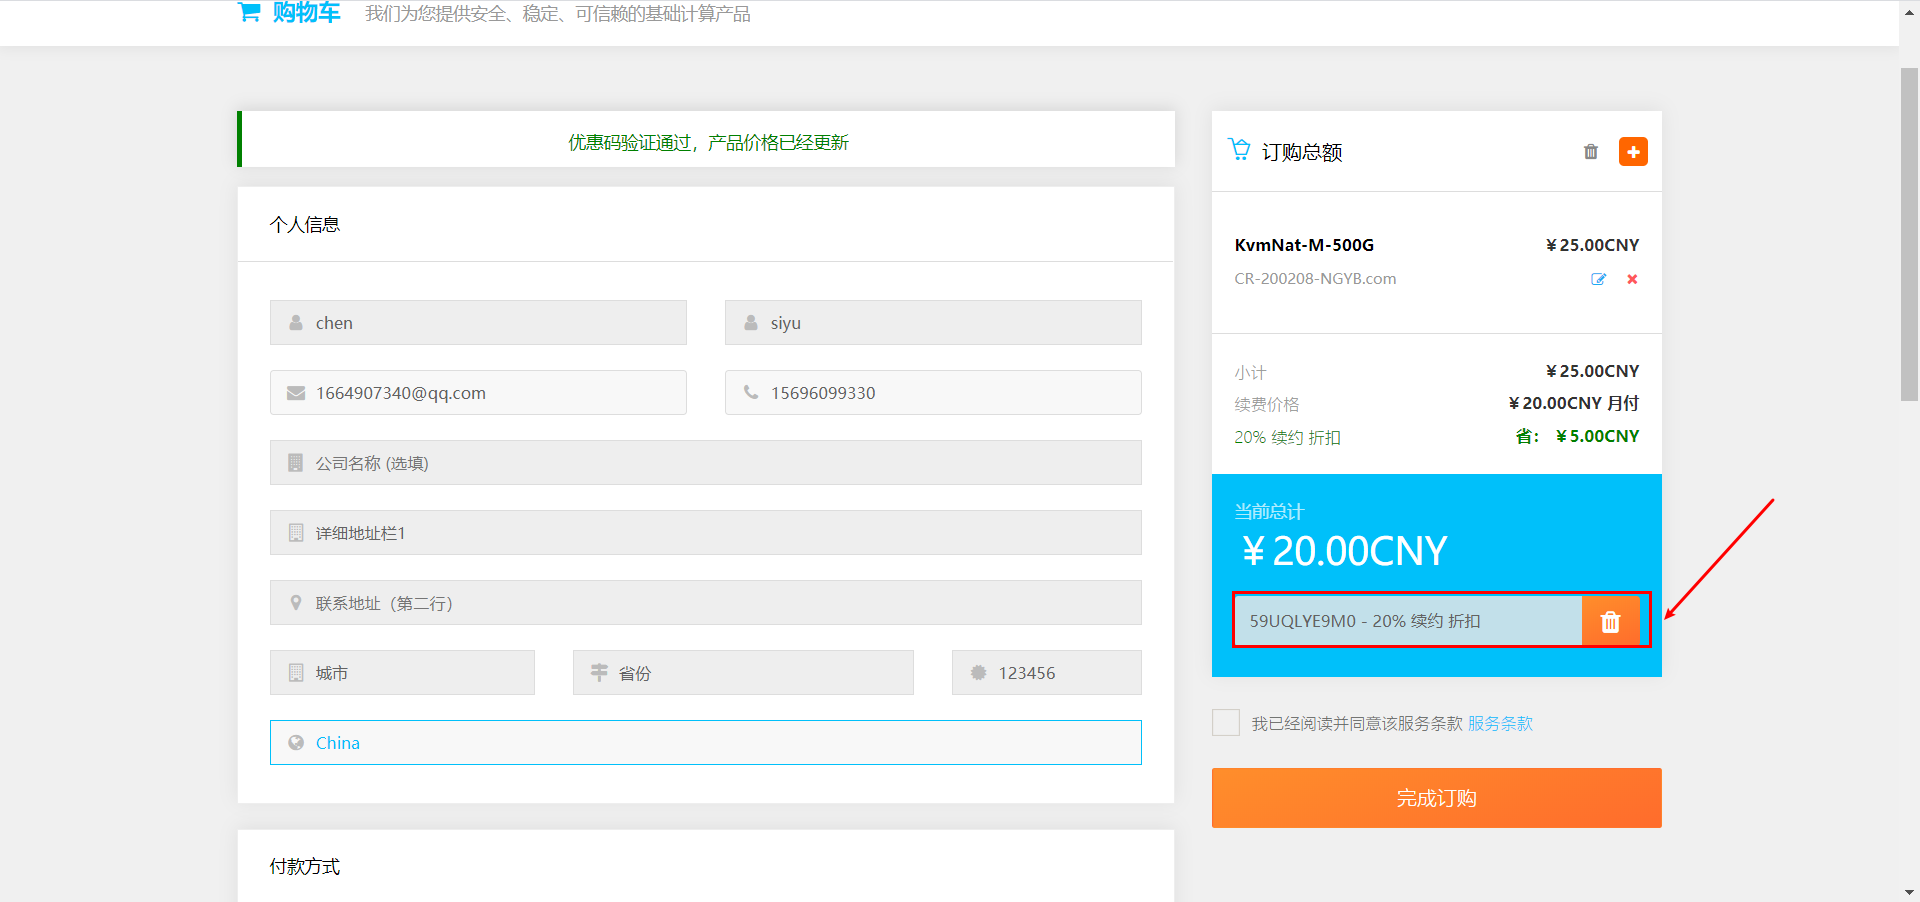 购物车 我们为您提供安全、稳定、可信赖的基础计算产品
优惠码验证通过，产品价格已经更新
个人信息
chen
siyu
1664907340@qq.com
15696099330
公司名称 (选填)
详细地址栏1
联系地址（第二行）
城市
省份
123456
China
付款方式
订购总额
KvmNat-M-500G ￥25.00CNY
CR-200208-NGYB.com
小计 ￥25.00CNY
续费价格 ￥20.00CNY 月付
20% 续约 折扣 省： ￥5.00CNY
当前总计
￥20.00CNY
59UQLYE9M0 - 20% 续约 折扣
我已经阅读并同意该服务条款 服务条款
完成订购